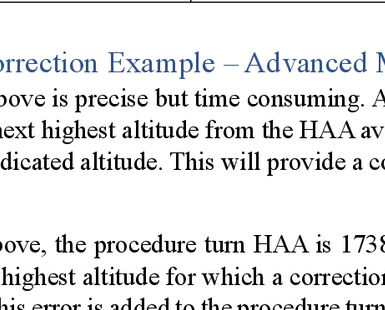 orrection Example – Advanced M
bove is precise but time consuming. A
next highest altitude from the HAA av
dicated altitude. This will provide a co
ove, the procedure turn HAA is 1738
highest altitude for which a correction
his error is added to the procedure turn